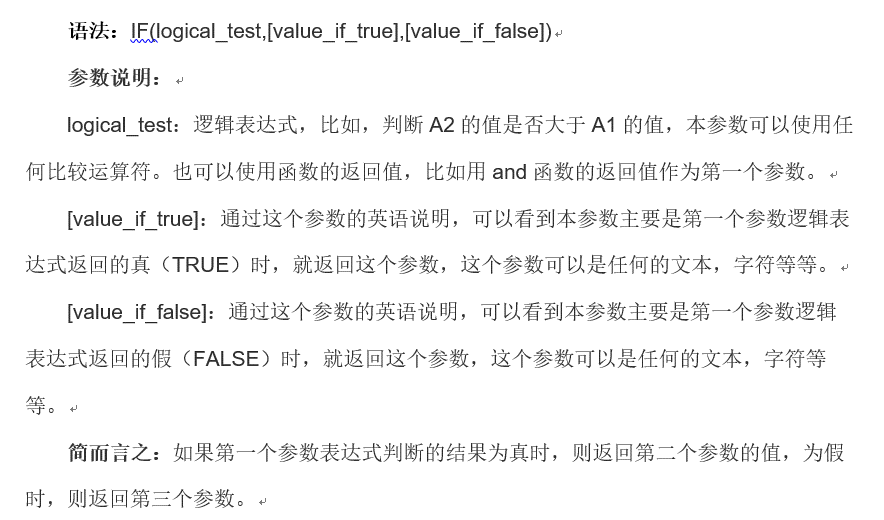 语法：IF(logical_test,[value_if_true],[value_if_false])
参数说明：
logical_test：逻辑表达式，比如，判断 A2 的值是否大于 A1 的值，本参数可以使用任
何比较运算符。也可以使用函数的返回值，比如用 and 函数的返回值作为第一个参数。
[value_if_true]：通过这个参数的英语说明，可以看到本参数主要是第一个参数逻辑表
达式返回的真（TRUE）时，就返回这个参数，这个参数可以是任何的文本，字符等等。
[value_if_false]：通过这个参数的英语说明，可以看到本参数主要是第一个参数逻辑
表达式返回的假（FALSE）时，就返回这个参数，这个参数可以是任何的文本，字符等
等。
简而言之：如果第一个参数表达式判断的结果为真时，则返回第二个参数的值，为假
时，则返回第三个参数。